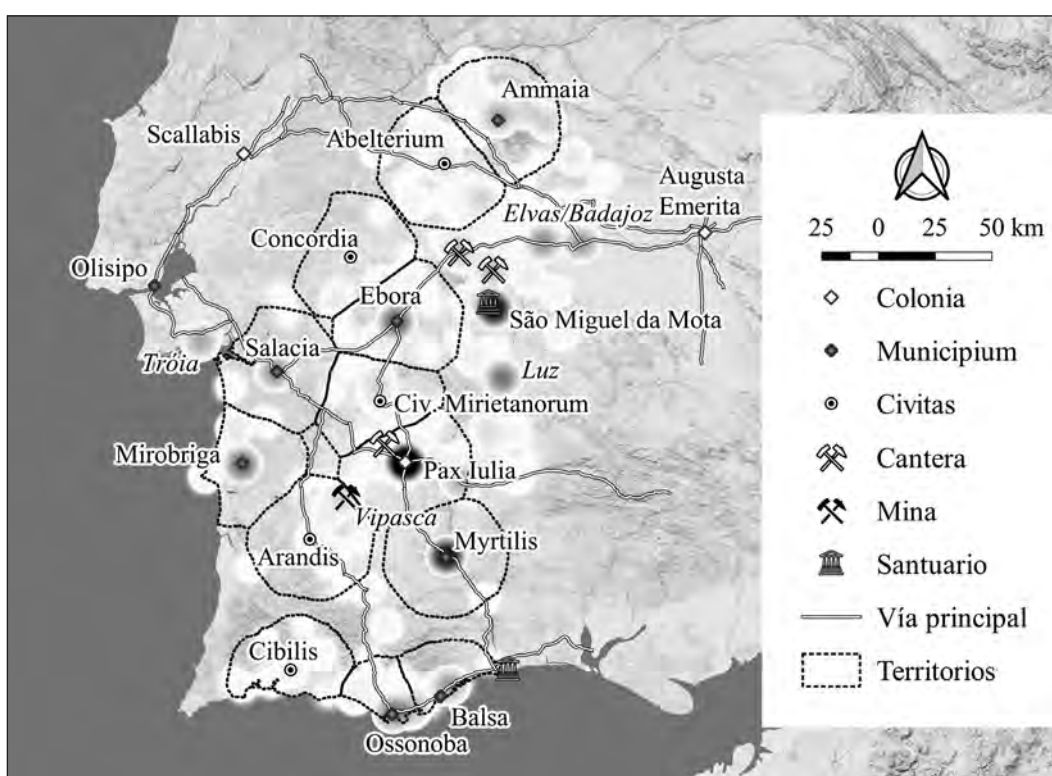 Ammaia
Scallabis
Abelterium
Augusta
Emerita
Elvas/Badajoz
Concordia
Olisipo
Ebora
São Miguel da Mota
Salacia
Tróia
Luz
Civ. Mirietanorum
Mirobriga
Pax Iulia
Vipasca
Arandis
Myrtilis
Cibilis
Balsa
Ossonoba
25 0 25 50 km
Colonia
Municipium
Civitas
Cantera
Mina
Santuario
Vía principal
Territorios